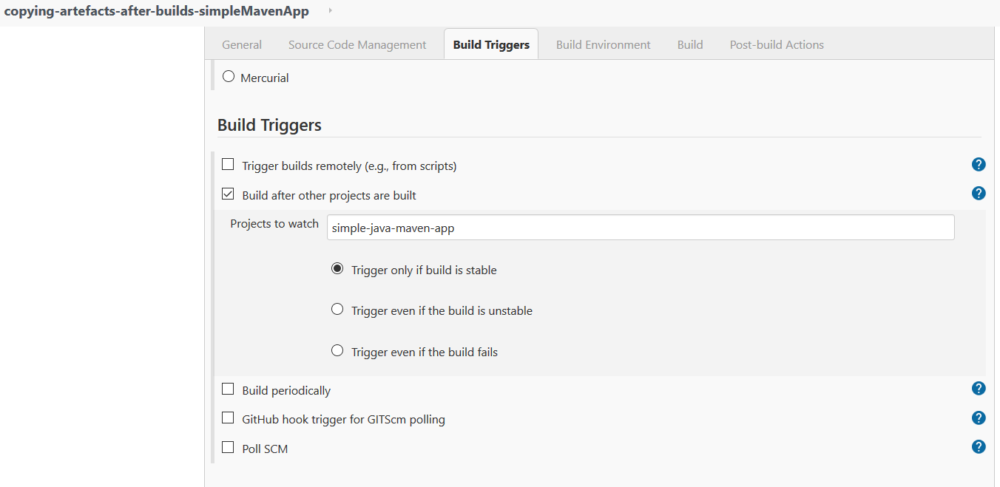 copying-artefacts-after-builds-simpleMavenApp
General Source Code Management Build Triggers Build Environment Build Post-build Actions
Mercurial
Build Triggers
Trigger builds remotely (e.g., from scripts) ?
Build after other projects are built ?
Projects to watch simple-java-maven-app
Trigger only if build is stable
Trigger even if the build is unstable
Trigger even if the build fails
Build periodically ?
GitHub hook trigger for GITScm polling ?
Poll SCM ?